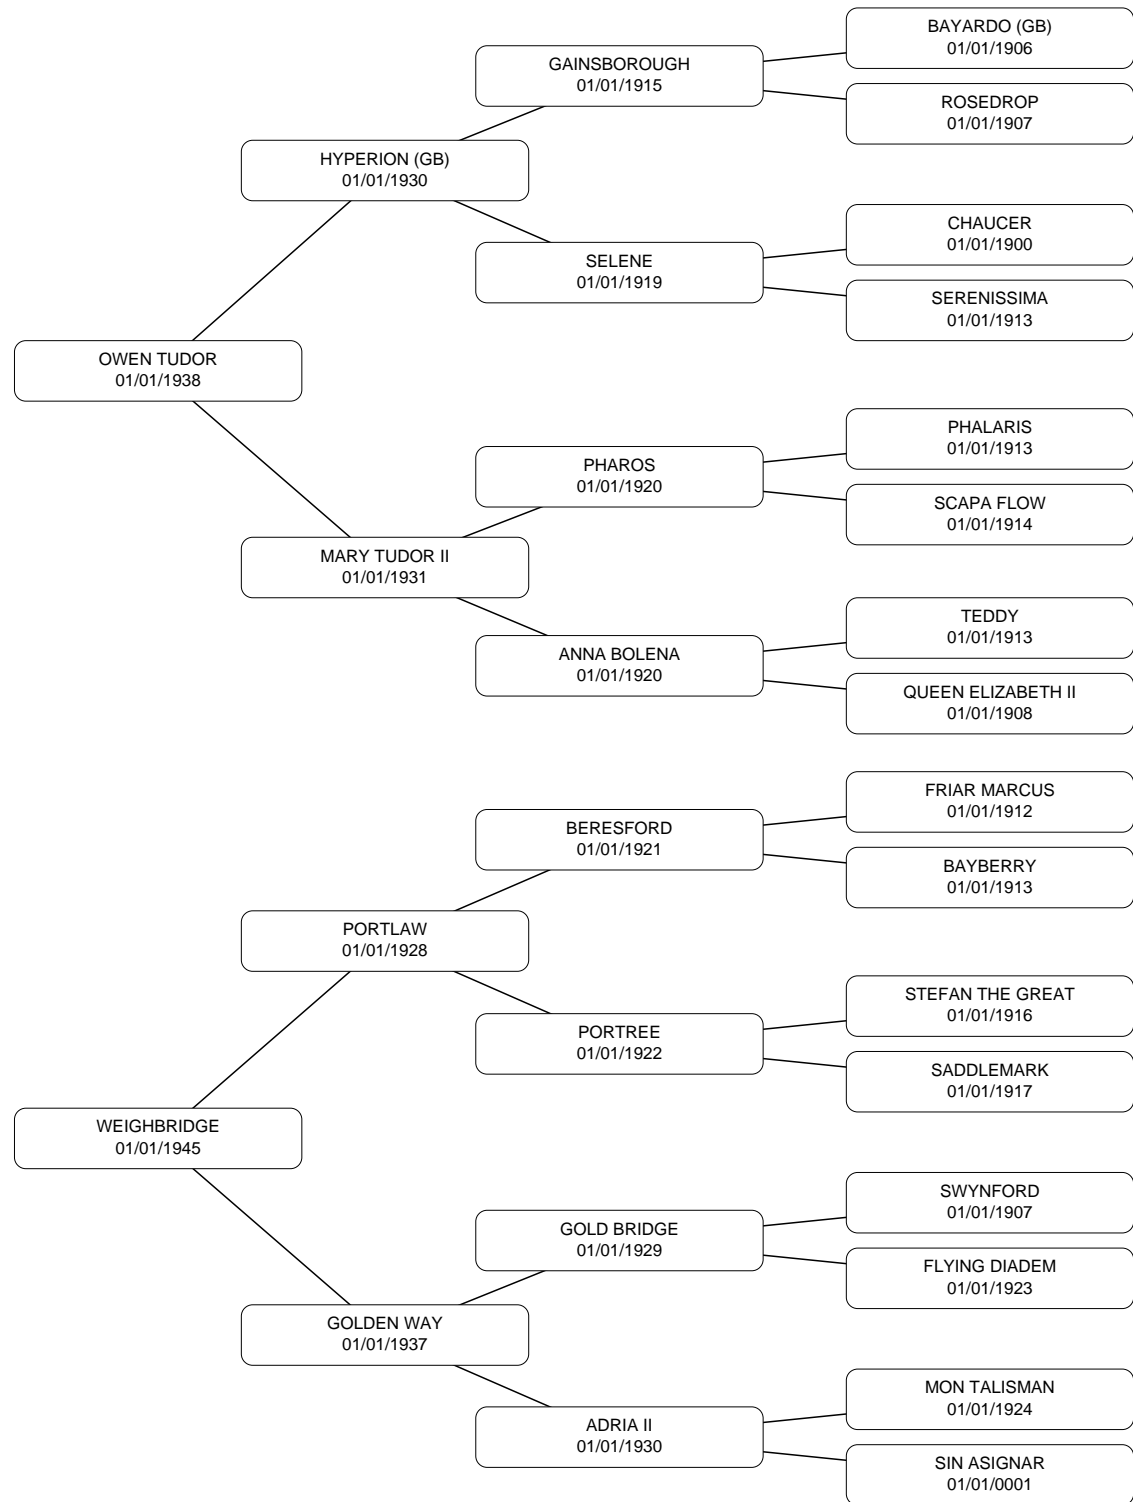 BAYARDO (GB)
01/01/1906
GAINSBOROUGH
01/01/1915
ROSEDROP
01/01/1907
HYPERION (GB)
01/01/1930
CHAUCER
01/01/1900
SELENE
01/01/1919
SERENISSIMA
01/01/1913
OWEN TUDOR
01/01/1938
PHALARIS
01/01/1913
PHAROS
01/01/1920
SCAPA FLOW
01/01/1914
MARY TUDOR II
01/01/1931
TEDDY
01/01/1913
ANNA BOLENA
01/01/1920
QUEEN ELIZABETH II
01/01/1908
FRIAR MARCUS
01/01/1912
BERESFORD
01/01/1921
BAYBERRY
01/01/1913
PORTLAW
01/01/1928
STEFAN THE GREAT
01/01/1916
PORTREE
01/01/1922
SADDLEMARK
01/01/1917
WEIGHBRIDGE
01/01/1945
SWYNFORD
01/01/1907
GOLD BRIDGE
01/01/1929
FLYING DIADEM
01/01/1923
GOLDEN WAY
01/01/1937
MON TALISMAN
01/01/1924
ADRIA II
01/01/1930
SIN ASIGNAR
01/01/0001